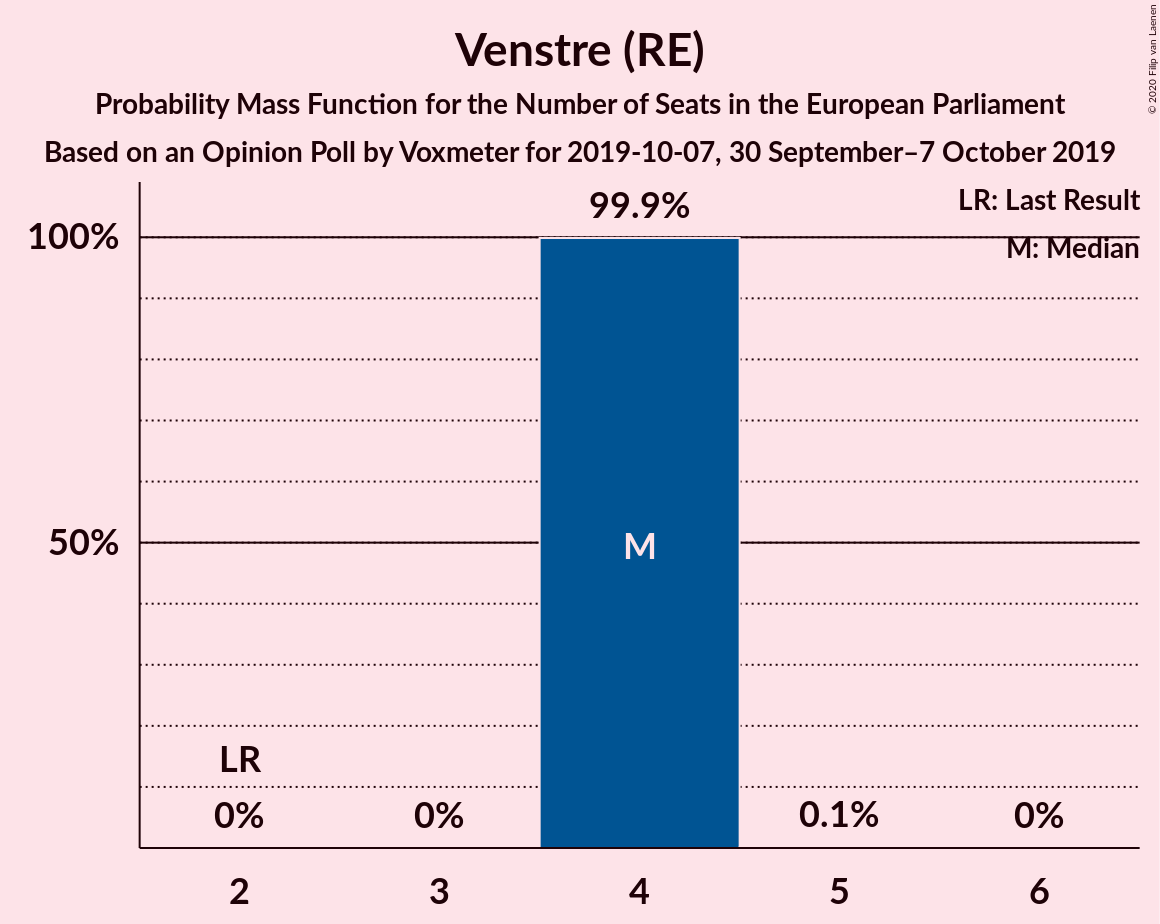 Venstre (RE)
Probability Mass Function for the Number of Seats in the European Parliament
Based on an Opinion Poll by Voxmeter for 2019-10-07, 30 September–7 October 2019
© 2020 Filip van Laenen
LR: Last Result
M: Median
99.9%
100%
50%
M
LR
0%
0%
0.1%
0%
2
3
4
5
6